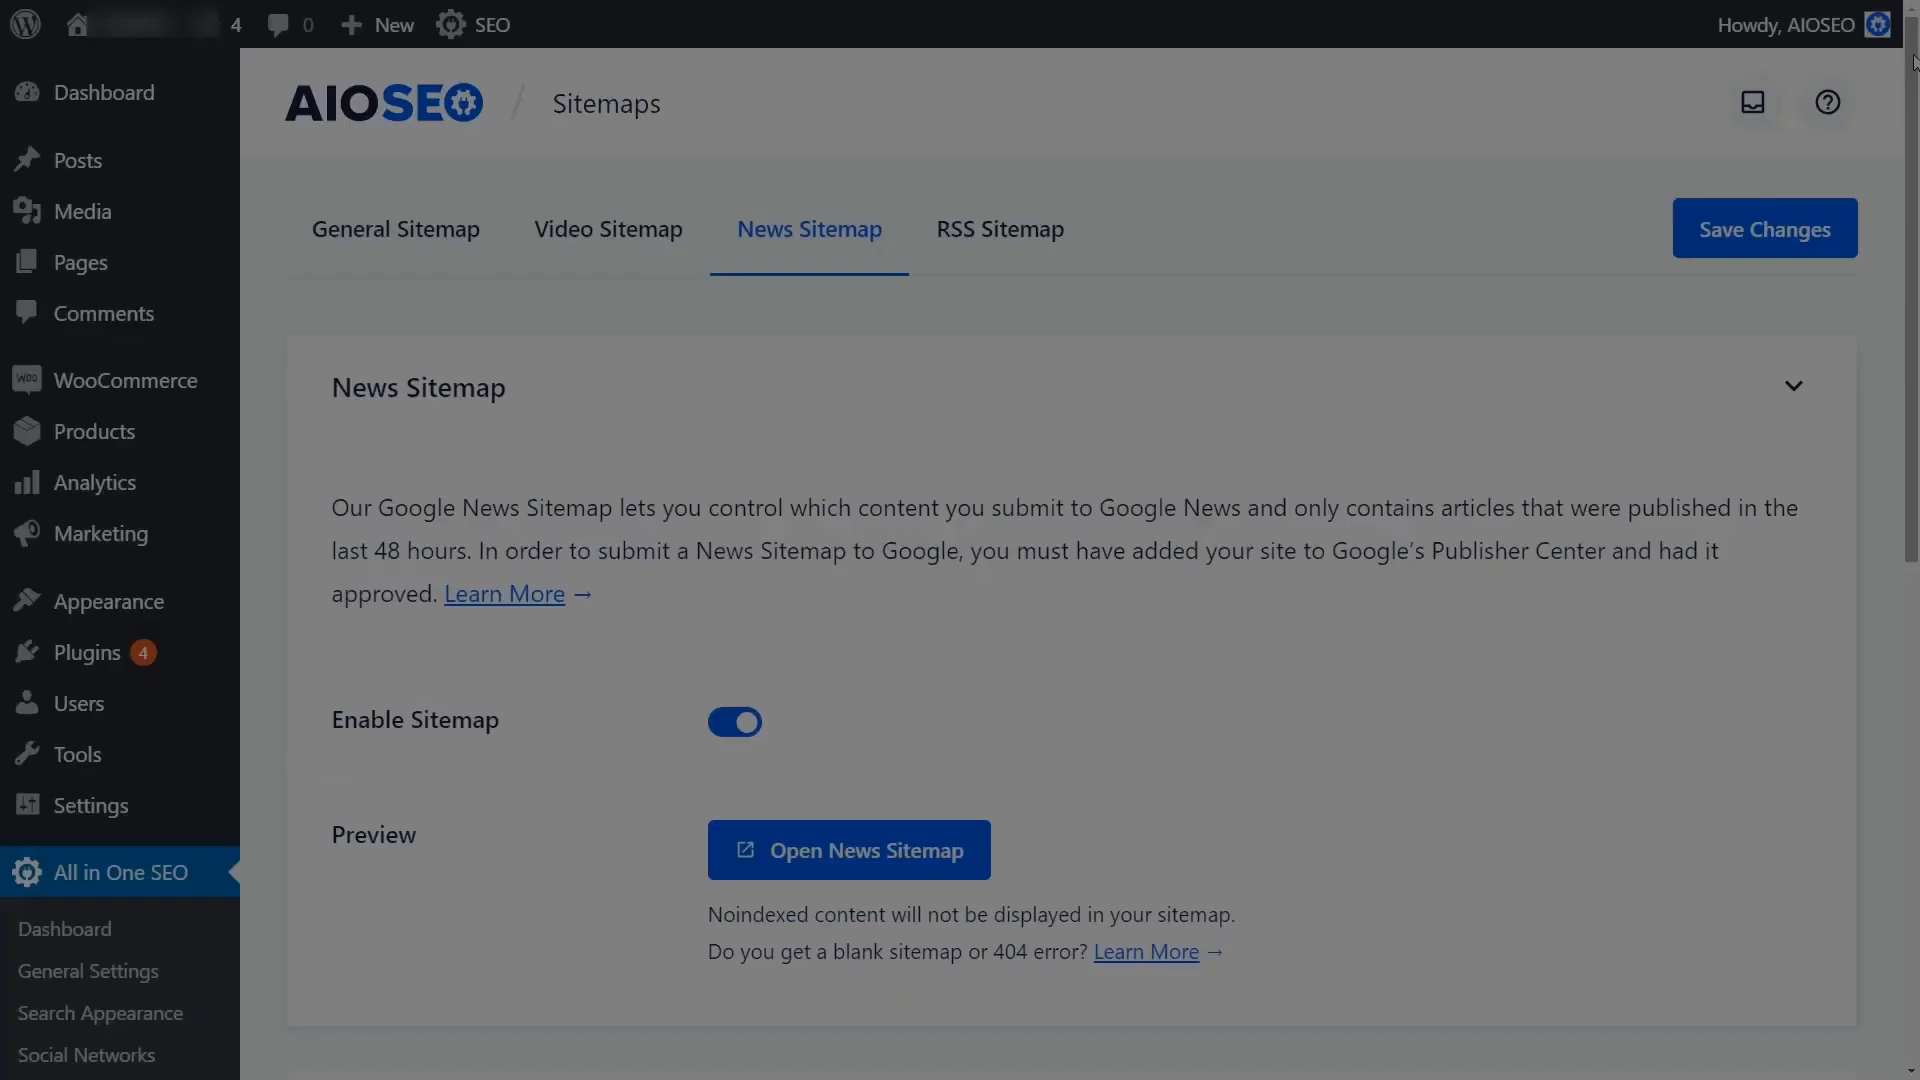 4
0
New
SEO
Howdy, AIOSEO
Dashboard
Posts
Media
Pages
Comments
WOO
WooCommerce
Products
Analytics
Marketing
Appearance
Plugins 4
Users
Tools
Settings
All in One SEO
Dashboard
General Settings
Search Appearance
Social Networks
AIOSEO / Sitemaps
General Sitemap
Video Sitemap
News Sitemap
RSS Sitemap
Save Changes
News Sitemap
Our Google News Sitemap lets you control which content you submit to Google News and only contains articles that were published in the
last 48 hours. In order to submit a News Sitemap to Google, you must have added your site to Google’s Publisher Center and had it
approved. Learn More →
Enable Sitemap
Preview
Open News Sitemap
Noindexed content will not be displayed in your sitemap.
Do you get a blank sitemap or 404 error? Learn More →